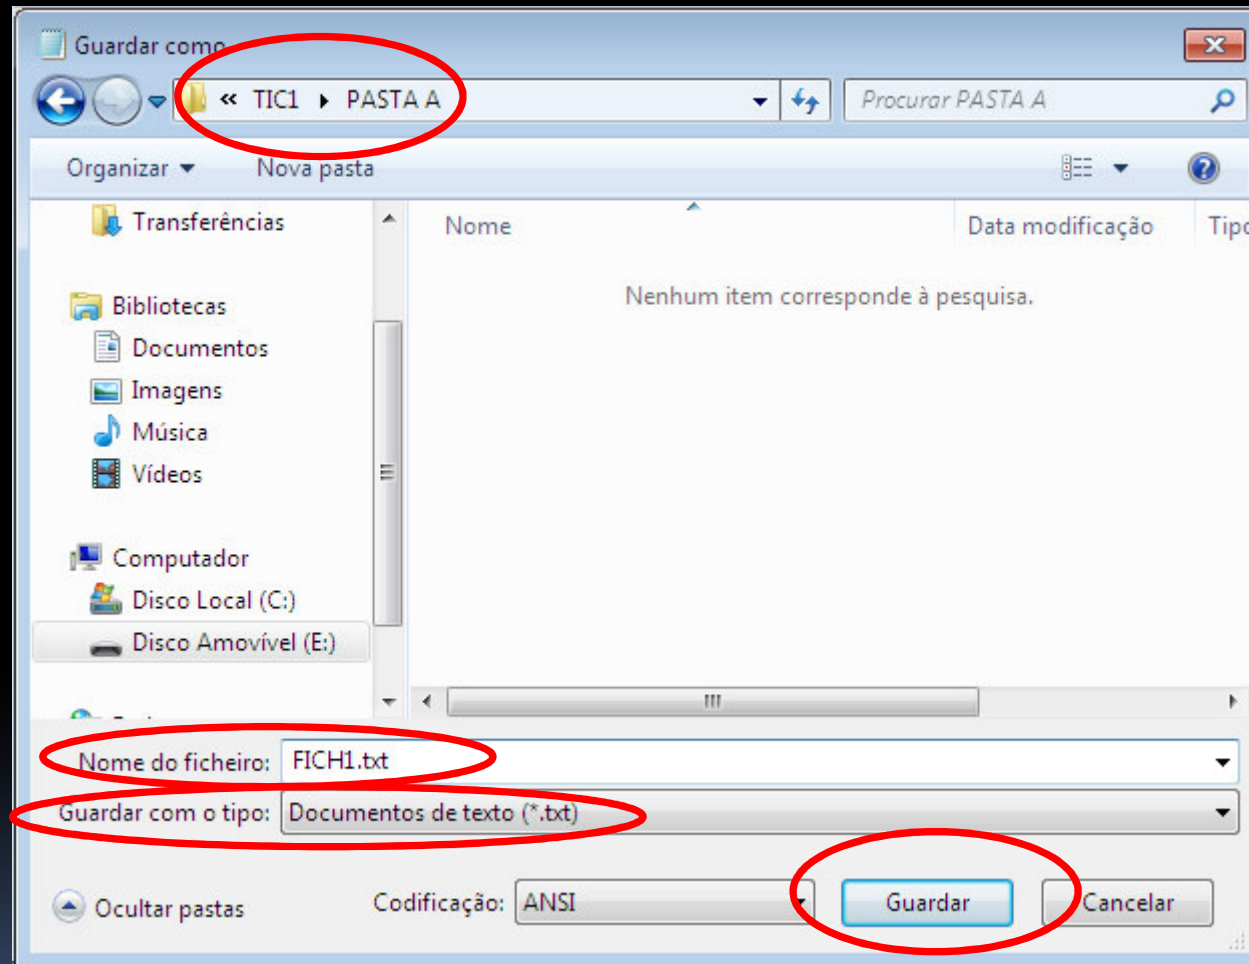 Guardar como
« TIC1 ▸ PASTA A
Procurar PASTA A
Organizar Nova pasta
Transferências
Nome Data modificação Tipo
Nenhum item corresponde à pesquisa.
Bibliotecas
Documentos
Imagens
Música
Vídeos
Computador
Disco Local (C:)
Disco Amovível (E:)
Nome do ficheiro: FICH1.txt
Guardar com o tipo: Documentos de texto (*.txt)
Ocultar pastas Codificação: ANSI Guardar Cancelar